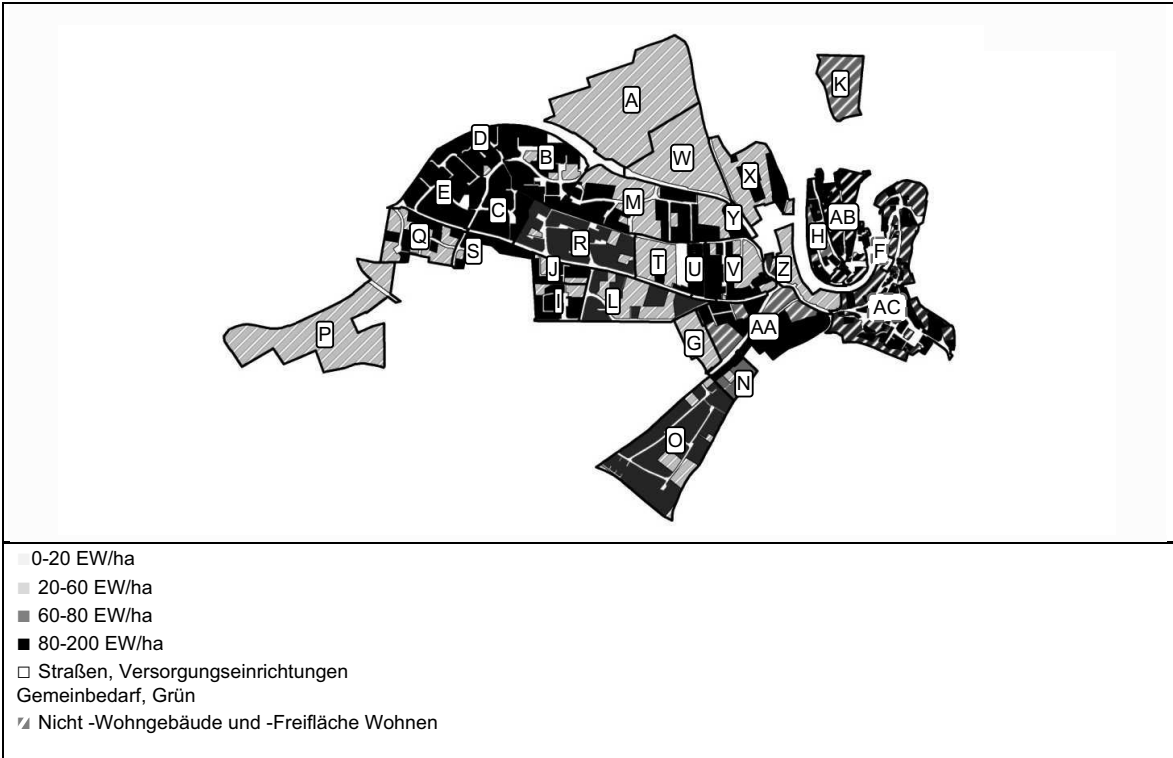 A
K
D
B
W
X
E
C
M
Y
AB
H
Q
S
R
F
J
T
U
V
Z
I
L
AC
P
G
AA
N
O
0-20 EW/ha
20-60 EW/ha
60-80 EW/ha
80-200 EW/ha
Straßen, Versorgungseinrichtungen
Gemeinbedarf, Grün
Nicht -Wohngebäude und -Freifläche Wohnen